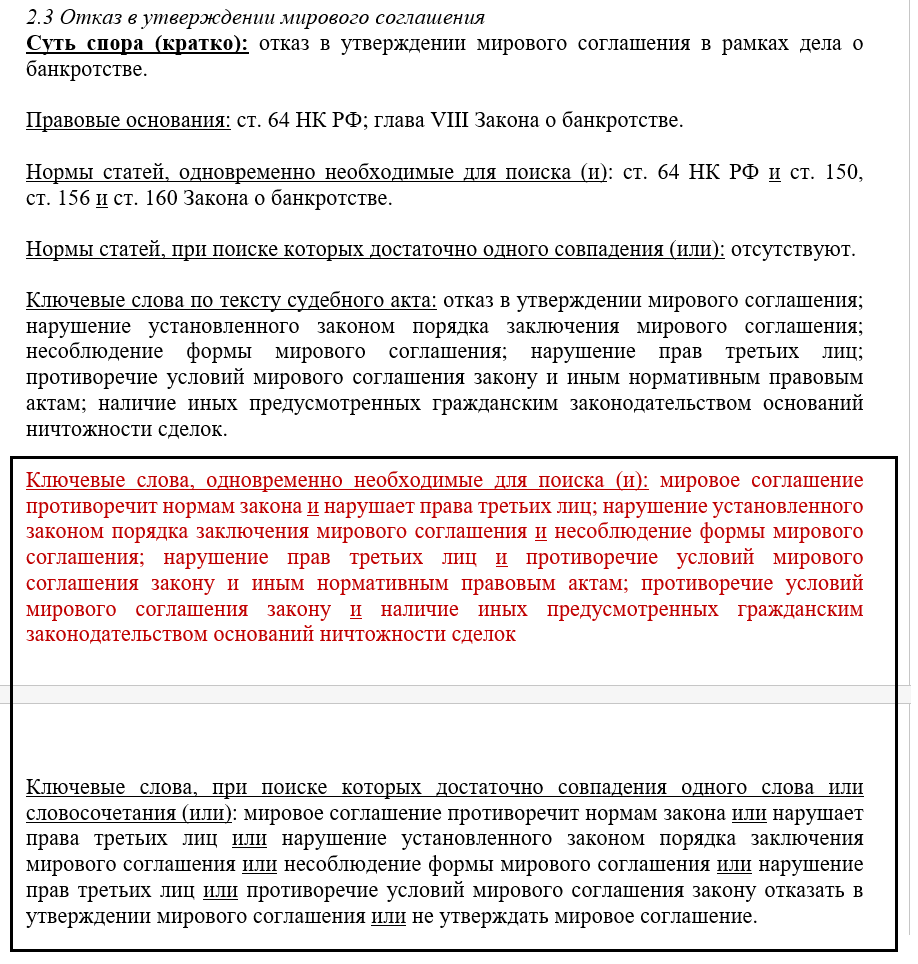 2.3 Отказ в утверждении мирового соглашения
Суть спора (кратко): отказ в утверждении мирового соглашения в рамках дела о
банкротстве.
Правовые основания: ст. 64 НК РФ; глава VIII Закона о банкротстве.
Нормы статей, одновременно необходимые для поиска (и): ст. 64 НК РФ и ст. 150,
ст. 156 и ст. 160 Закона о банкротстве.
Нормы статей, при поиске которых достаточно одного совпадения (или): отсутствуют.
Ключевые слова по тексту судебного акта: отказ в утверждении мирового соглашения;
нарушение установленного законом порядка заключения мирового соглашения;
несоблюдение формы мирового соглашения; нарушение прав третьих лиц;
противоречие условий мирового соглашения закону и иным нормативным правовым
актам; наличие иных предусмотренных гражданским законодательством оснований
ничтожности сделок.
Ключевые слова, одновременно необходимые для поиска (и): мировое соглашение
противоречит нормам закона и нарушает права третьих лиц; нарушение установленного
законом порядка заключения мирового соглашения и несоблюдение формы мирового
соглашения; нарушение прав третьих лиц и противоречие условий мирового
соглашения закону и иным нормативным правовым актам; противоречие условий
мирового соглашения закону и наличие иных предусмотренных гражданским
законодательством оснований ничтожности сделок
Ключевые слова, при поиске которых достаточно совпадения одного слова или
словосочетания (или): мировое соглашение противоречит нормам закона или нарушает
права третьих лиц или нарушение установленного законом порядка заключения
мирового соглашения или несоблюдение формы мирового соглашения или нарушение
прав третьих лиц или противоречие условий мирового соглашения закону отказать в
утверждении мирового соглашения или не утверждать мировое соглашение.